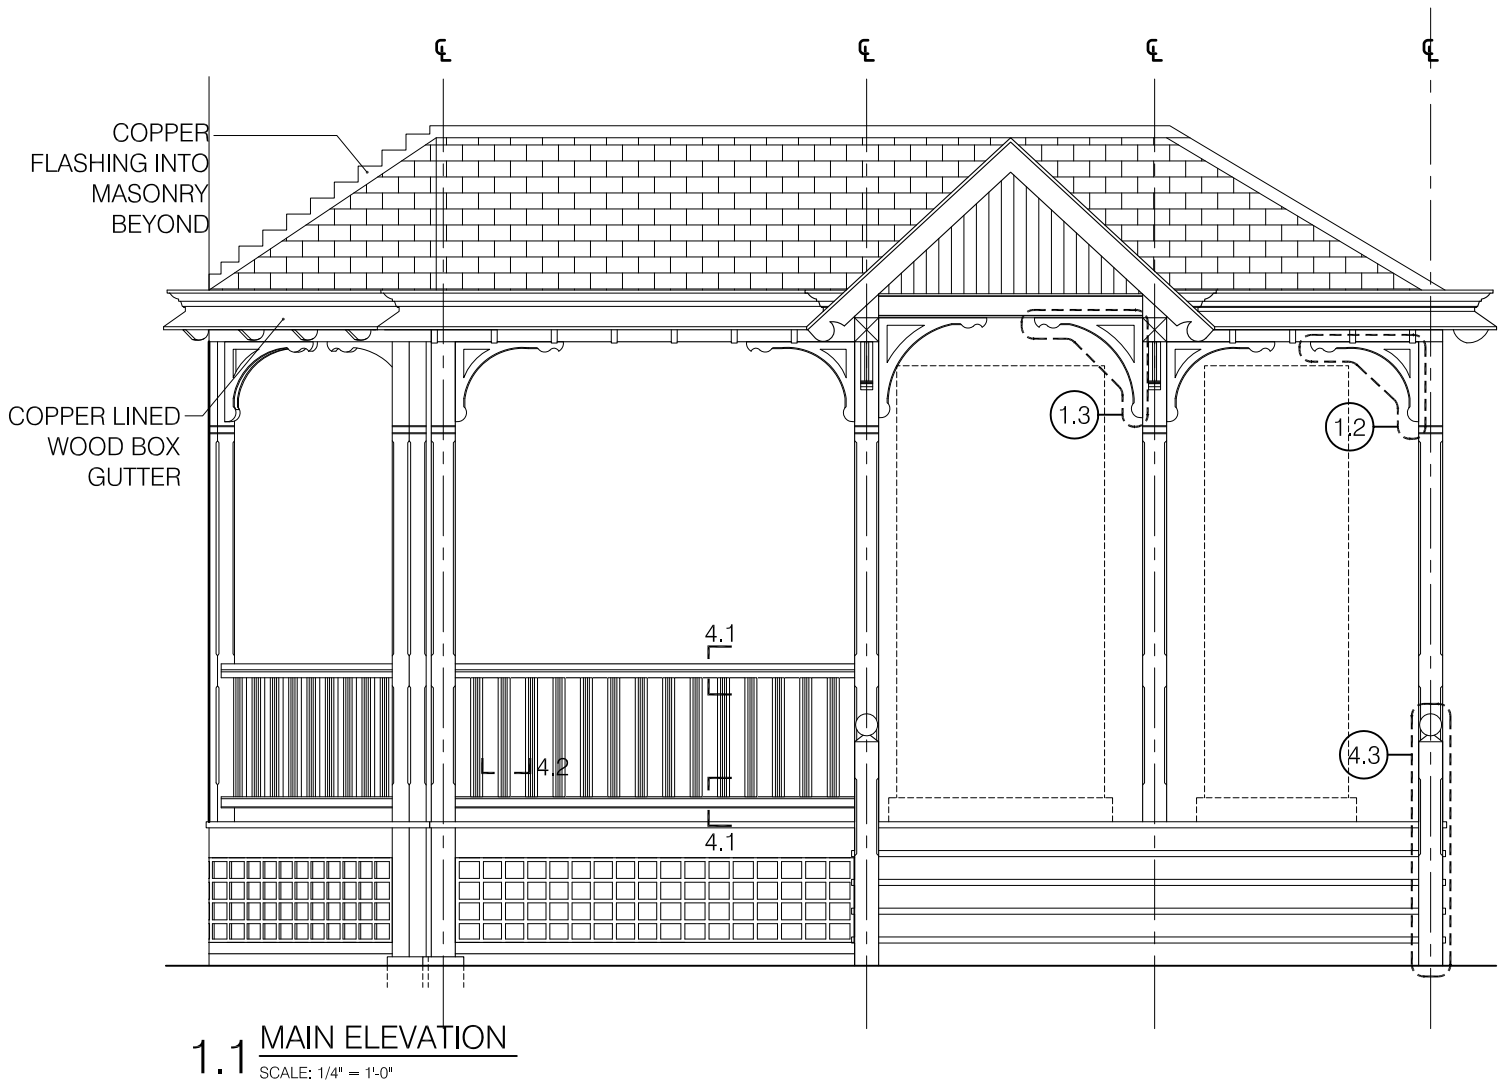 ℄ ℄ ℄ ℄
COPPER
FLASHING INTO
MASONRY
BEYOND
COPPER LINED
WOOD BOX
GUTTER
1.3
1.2
4.1
4.2
4.3
4.1
1.1 MAIN ELEVATION
SCALE: 1/4" = 1'-0"